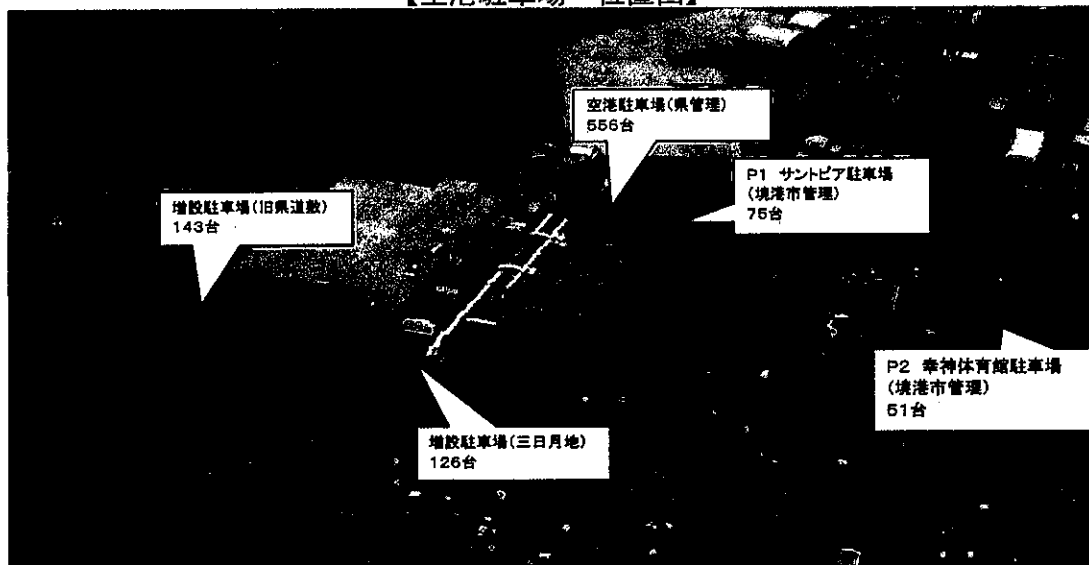 【空港駐車場　位置図】
空港駐車場(県管理)
556台
P1 サントピア駐車場
(境港市管理)
75台
増設駐車場(旧県道敷)
143台
P2 幸神体育館駐車場
(境港市管理)
51台
増設駐車場(三日月地)
126台